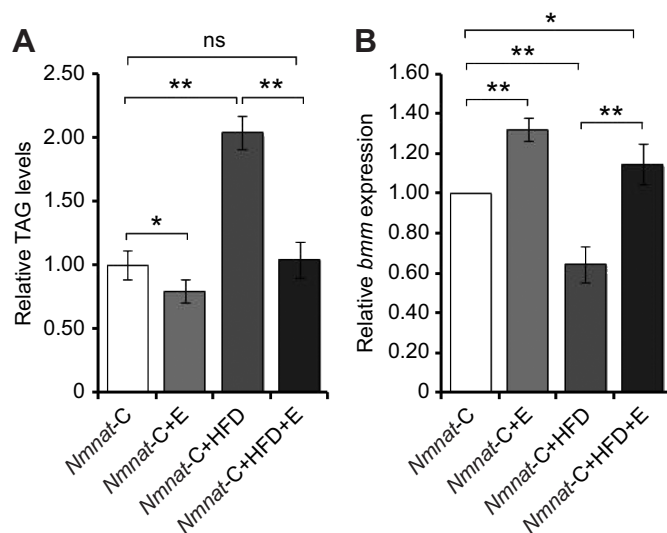 A
ns
**
**
*
Relative TAG levels
2.50
2.00
1.50
1.00
0.50
0
Nmnat-C
Nmnat-C+E
Nmnat-C+HFD
Nmnat-C+HFD+E
B
*
**
**
**
Relative bmm expression
1.60
1.40
1.20
1.00
0.80
0.60
0.40
0.20
0
Nmnat-C
Nmnat-C+E
Nmnat-C+HFD
Nmnat-C+HFD+E